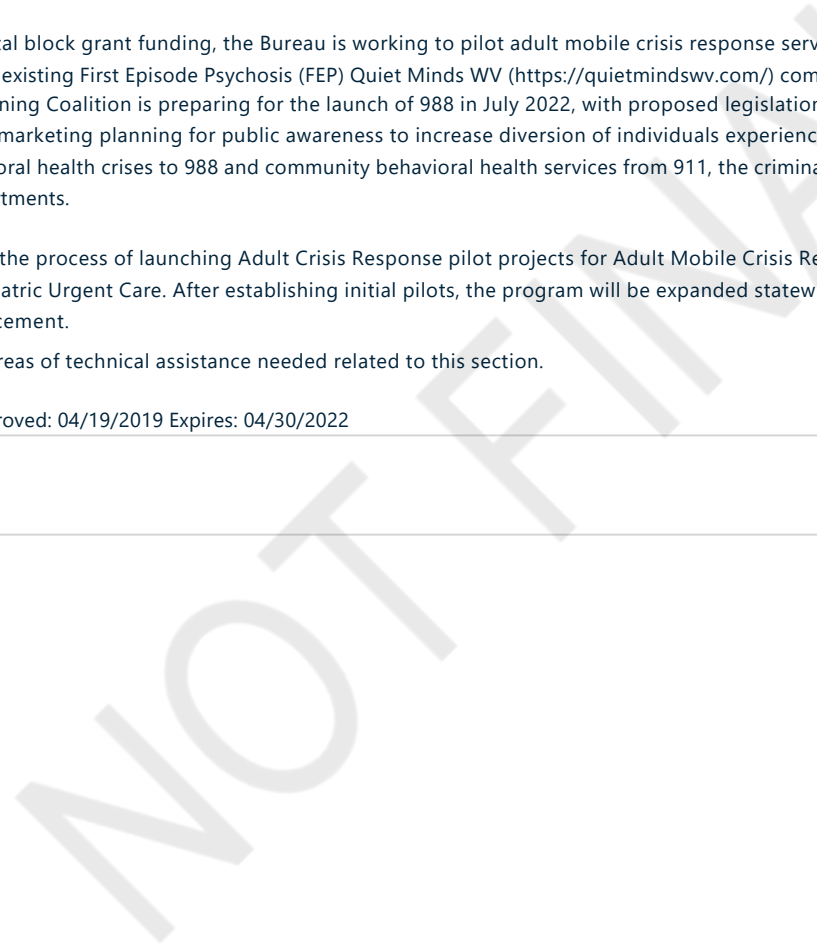 tal block grant funding, the Bureau is working to pilot adult mobile crisis response serv
existing First Episode Psychosis (FEP) Quiet Minds WV (https://quietmindswv.com/) com
ning Coalition is preparing for the launch of 988 in July 2022, with proposed legislation
marketing planning for public awareness to increase diversion of individuals experienc
oral health crises to 988 and community behavioral health services from 911, the crimina
tments.
the process of launching Adult Crisis Response pilot projects for Adult Mobile Crisis Re
atric Urgent Care. After establishing initial pilots, the program will be expanded statew
cement.
reas of technical assistance needed related to this section.
roved: 04/19/2019 Expires: 04/30/2022
NOT FINA